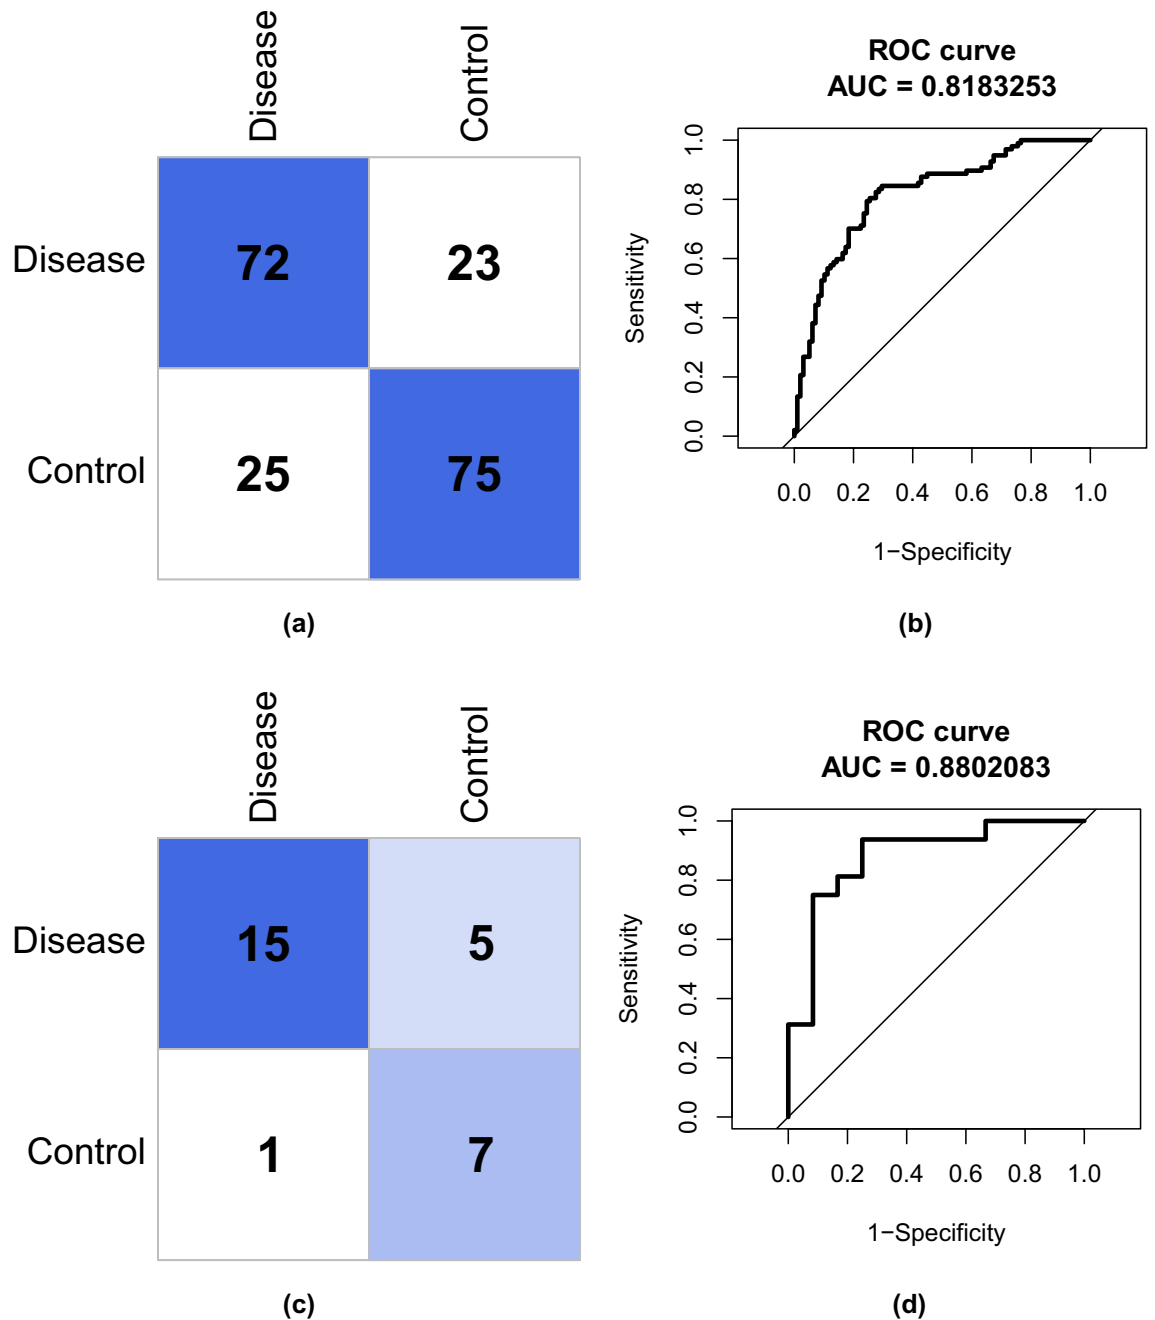 Disease
Control
Disease
72
23
Control
25
75
(a)
ROC curve
AUC = 0.8183253
Sensitivity
1.0
0.8
0.6
0.4
0.2
0.0
0.0 0.2 0.4 0.6 0.8 1.0
1−Specificity
(b)
Disease
Control
Disease
15
5
Control
1
7
(c)
ROC curve
AUC = 0.8802083
Sensitivity
1.0
0.8
0.6
0.4
0.2
0.0
0.0 0.2 0.4 0.6 0.8 1.0
1−Specificity
(d)